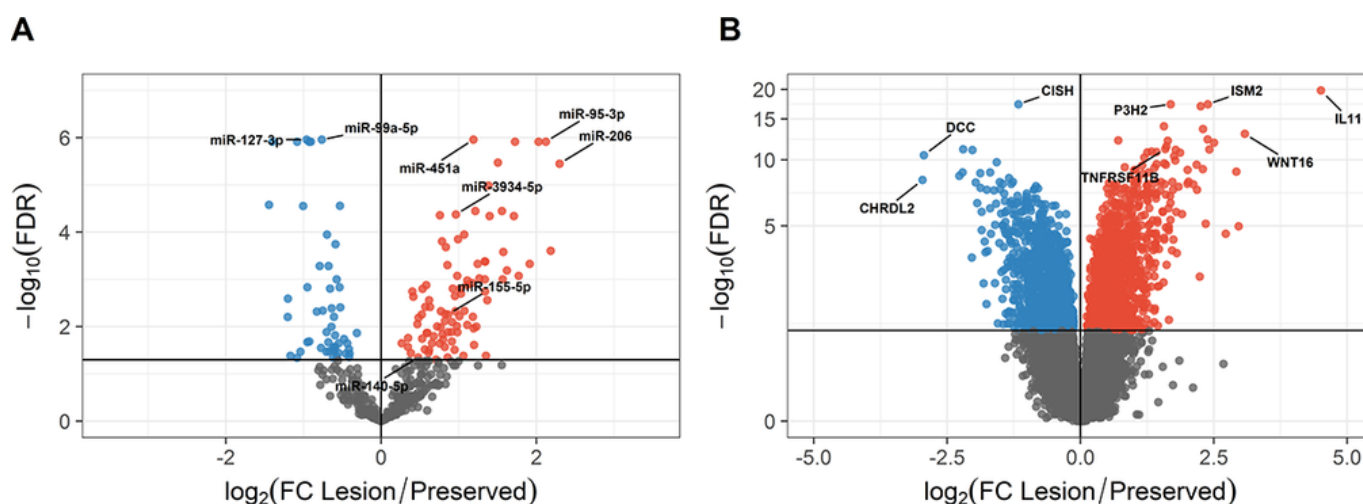 A
miR-127-3p
miR-99a-5p
miR-95-3p
miR-206
miR-451a
miR-3934-5p
miR-155-5p
miR-140-5p
6
4
2
0
−log10(FDR)
-2
0
2
log2(FC Lesion/Preserved)
B
CISH
P3H2
ISM2
IL11
DCC
WNT16
TNFRSF11B
CHRDL2
20
15
10
5
0
−log10(FDR)
-5.0
-2.5
0.0
2.5
5.0
log2(FC Lesion/Preserved)